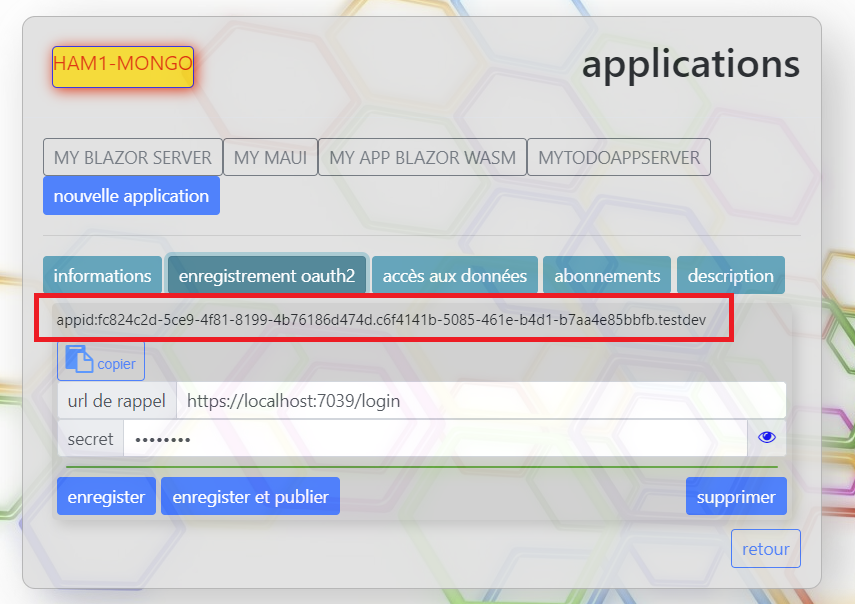 HAM1-MONGO
applications
MY BLAZOR SERVER MY MAUI MY APP BLAZOR WASM MYTODOAPPSERVER
nouvelle application
informations enregistrement oauth2 accès aux données abonnements description
appid:fc824c2d-5ce9-4f81-8199-4b76186d474d.c6f4141b-5085-461e-b4d1-b7aa4e85bbfb.testdev
copier
url de rappel https://localhost:7039/login
secret ••••••••
enregister enregister et publier supprimer
retour